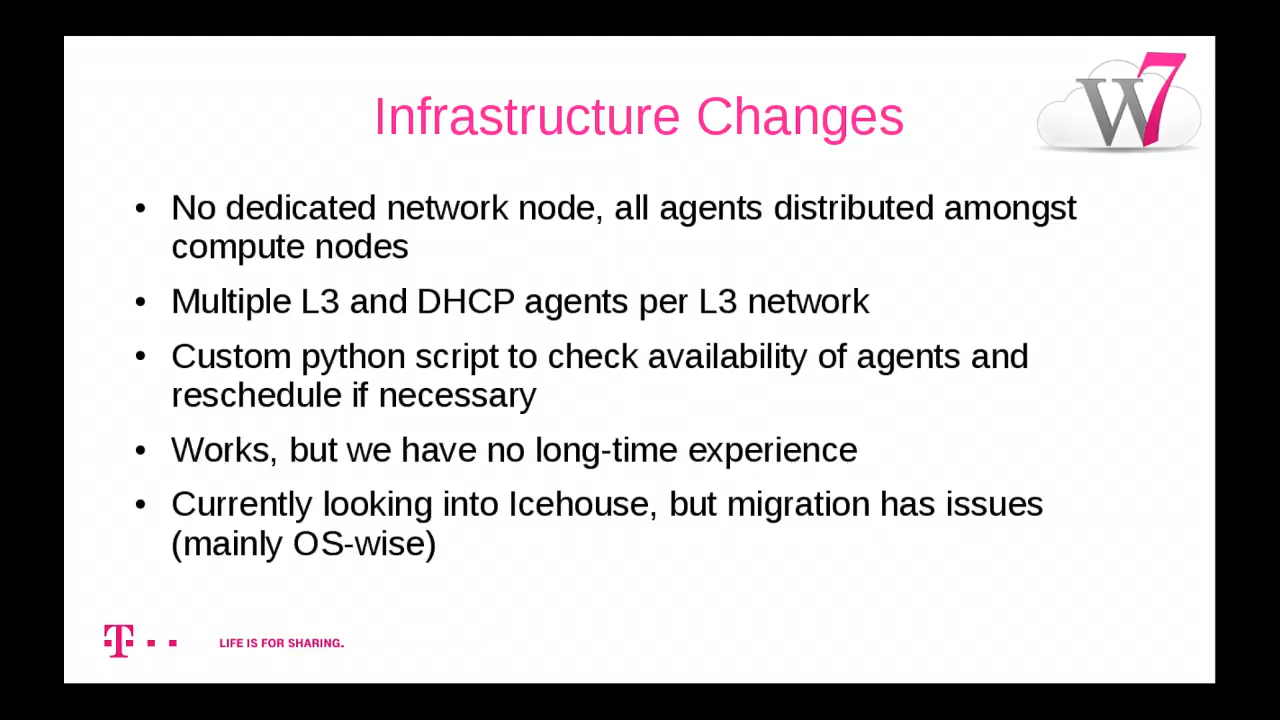 W7
Infrastructure Changes
• No dedicated network node, all agents distributed amongst
compute nodes
• Multiple L3 and DHCP agents per L3 network
• Custom python script to check availability of agents and
reschedule if necessary
• Works, but we have no long-time experience
• Currently looking into Icehouse, but migration has issues
(mainly OS-wise)
T LIFE IS FOR SHARING.